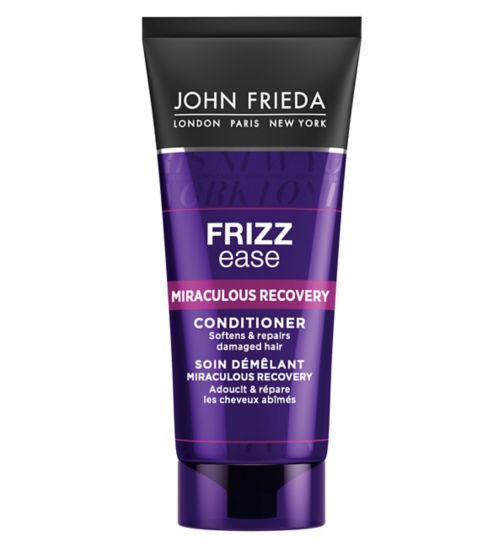 JOHN FRIEDA
LONDON PARIS NEW YORK
FRIZZ
ease
MIRACULOUS RECOVERY
CONDITIONER
Softens & repairs
damaged hair
SOIN DÉMÊLANT
MIRACULOUS RECOVERY
Adoucit & répare
les cheveux abîmés